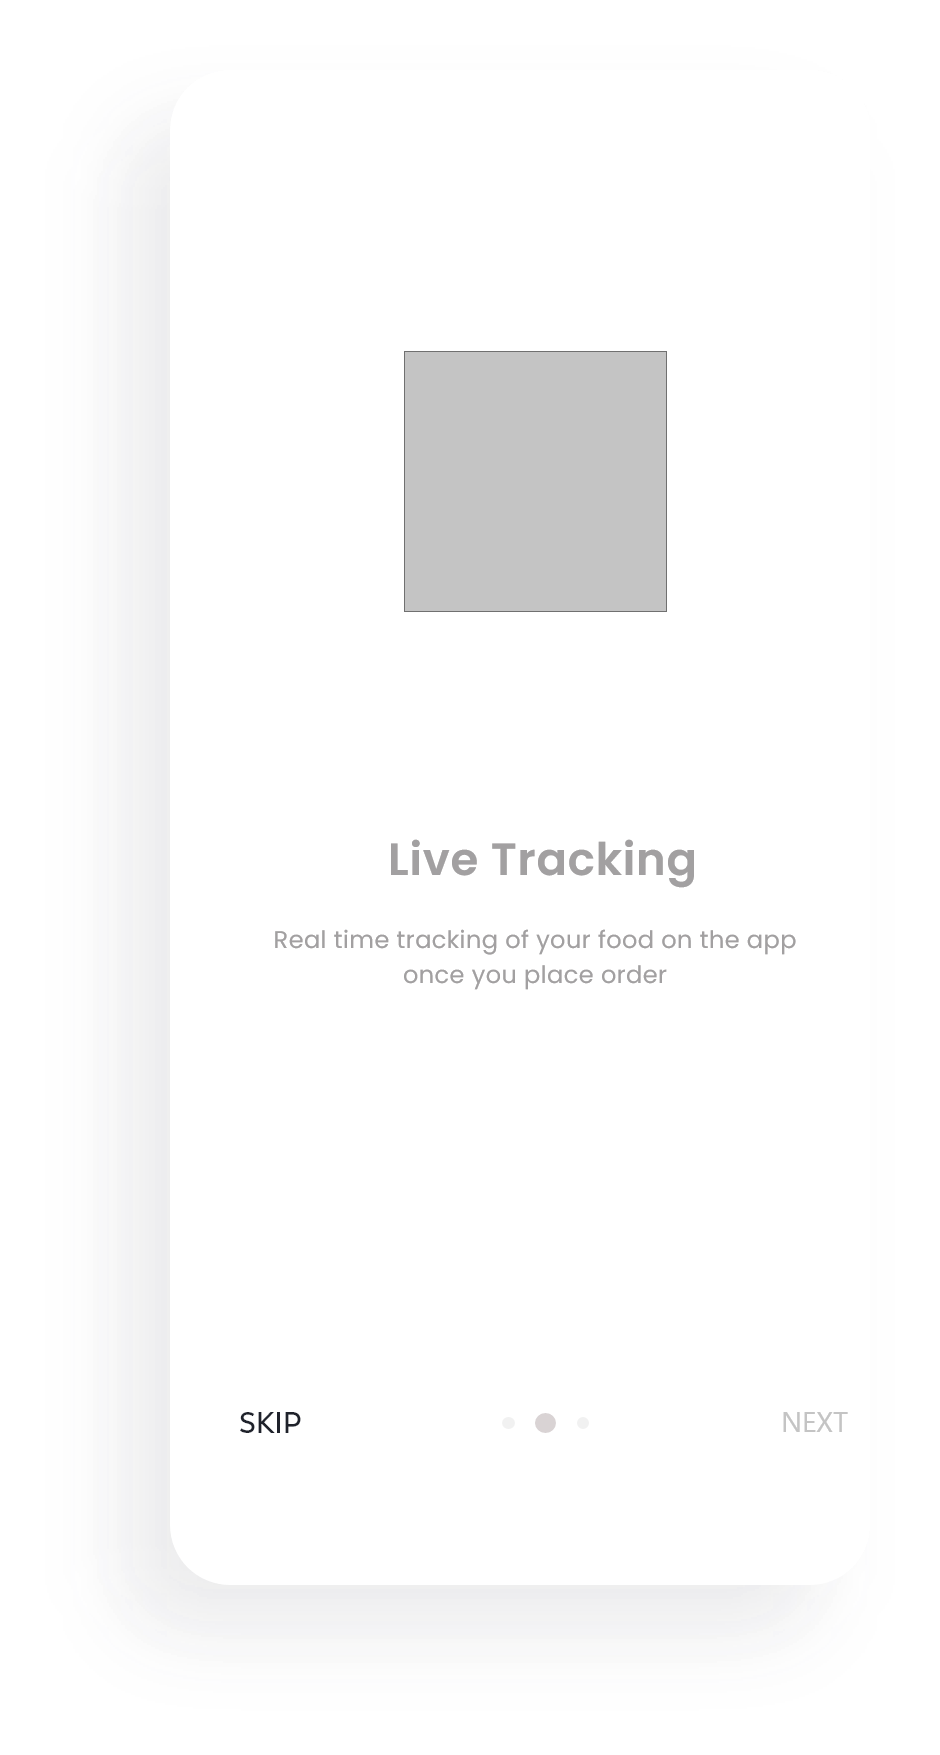 Live Tracking
Real time tracking of your food on the app
once you place order
SKIP
NEXT